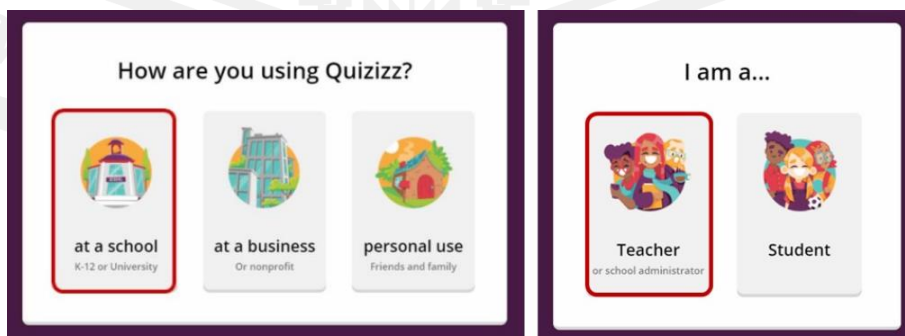 How are you using Quizizz?
at a school
K-12 or University
at a business
Or nonprofit
personal use
Friends and family
I am a...
Teacher
or school administrator
Student